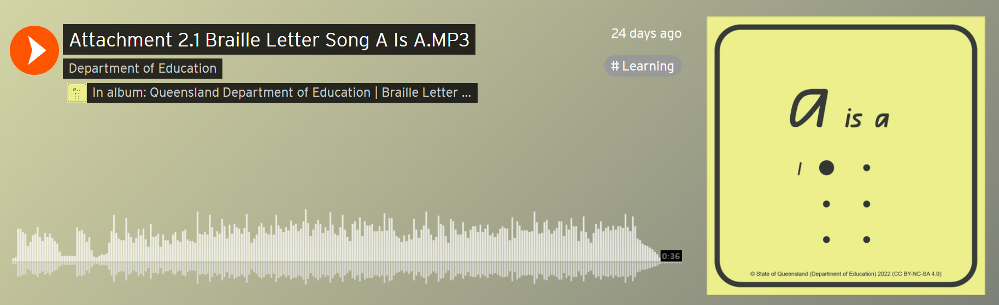 Attachment 2.1 Braille Letter Song A Is A.MP3
Department of Education
In album: Queensland Department of Education | Braille Letter ...
24 days ago
# Learning
0:36
a is a
1
© State of Queensland (Department of Education) 2022 (CC BY-NC-SA 4.0)